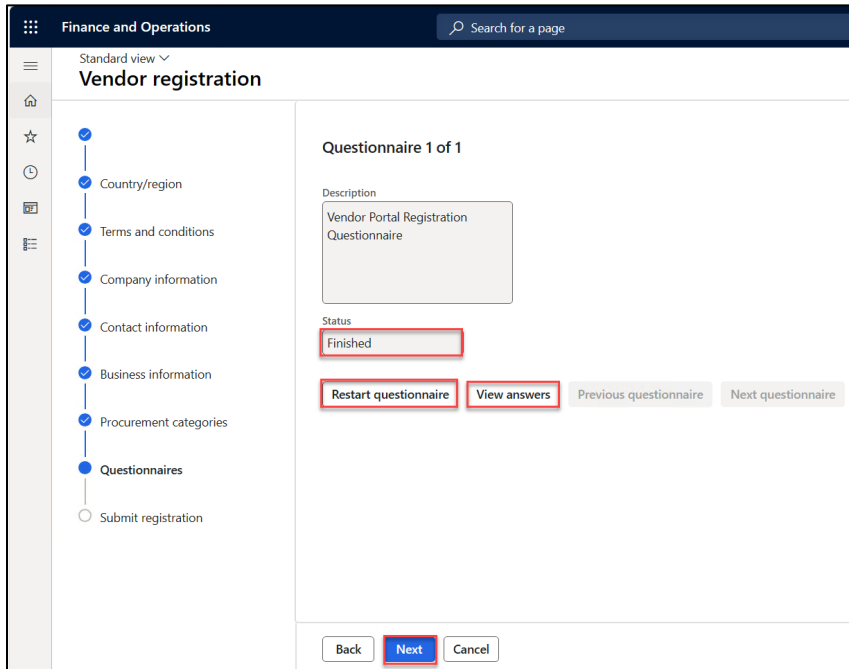 Finance and Operations
Search for a page
Standard view
Vendor registration
Country/region
Terms and conditions
Company information
Contact information
Business information
Procurement categories
Questionnaires
Submit registration
Questionnaire 1 of 1
Description
Vendor Portal Registration
Questionnaire
Status
Finished
Restart questionnaire
View answers
Previous questionnaire
Next questionnaire
Back
Next
Cancel